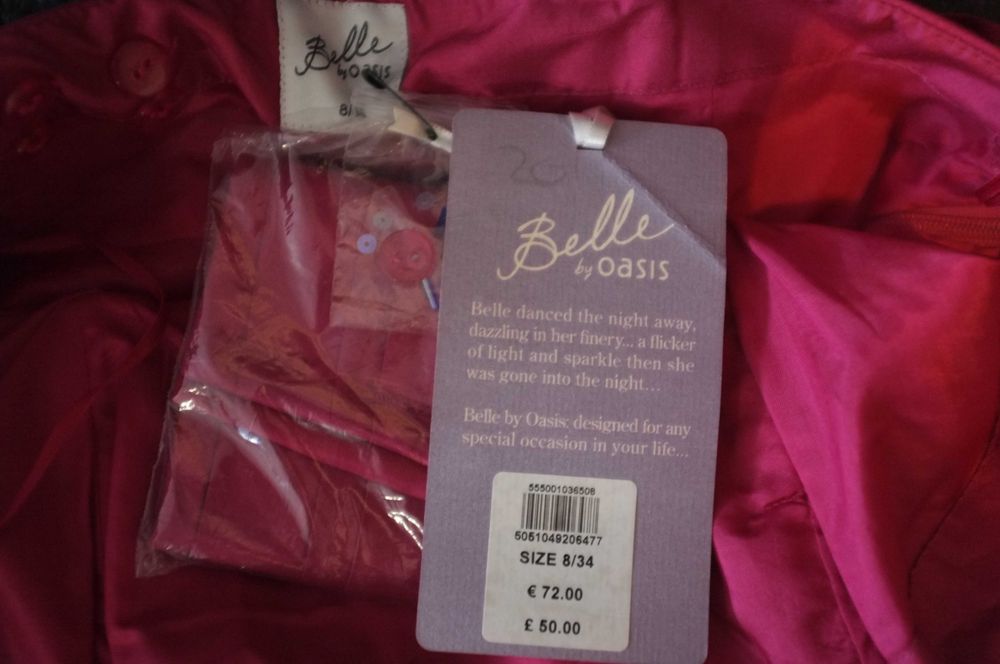 Belle
by OASIS
8/
20
Belle
by OASIS
Belle danced the night away,
dazzling in her finery... a flicker
of light and sparkle then she
was gone into the night...
Belle by Oasis: designed for any
special occasion in your life...
555001036508
5051049206477
SIZE 8/34
€ 72.00
£ 50.00